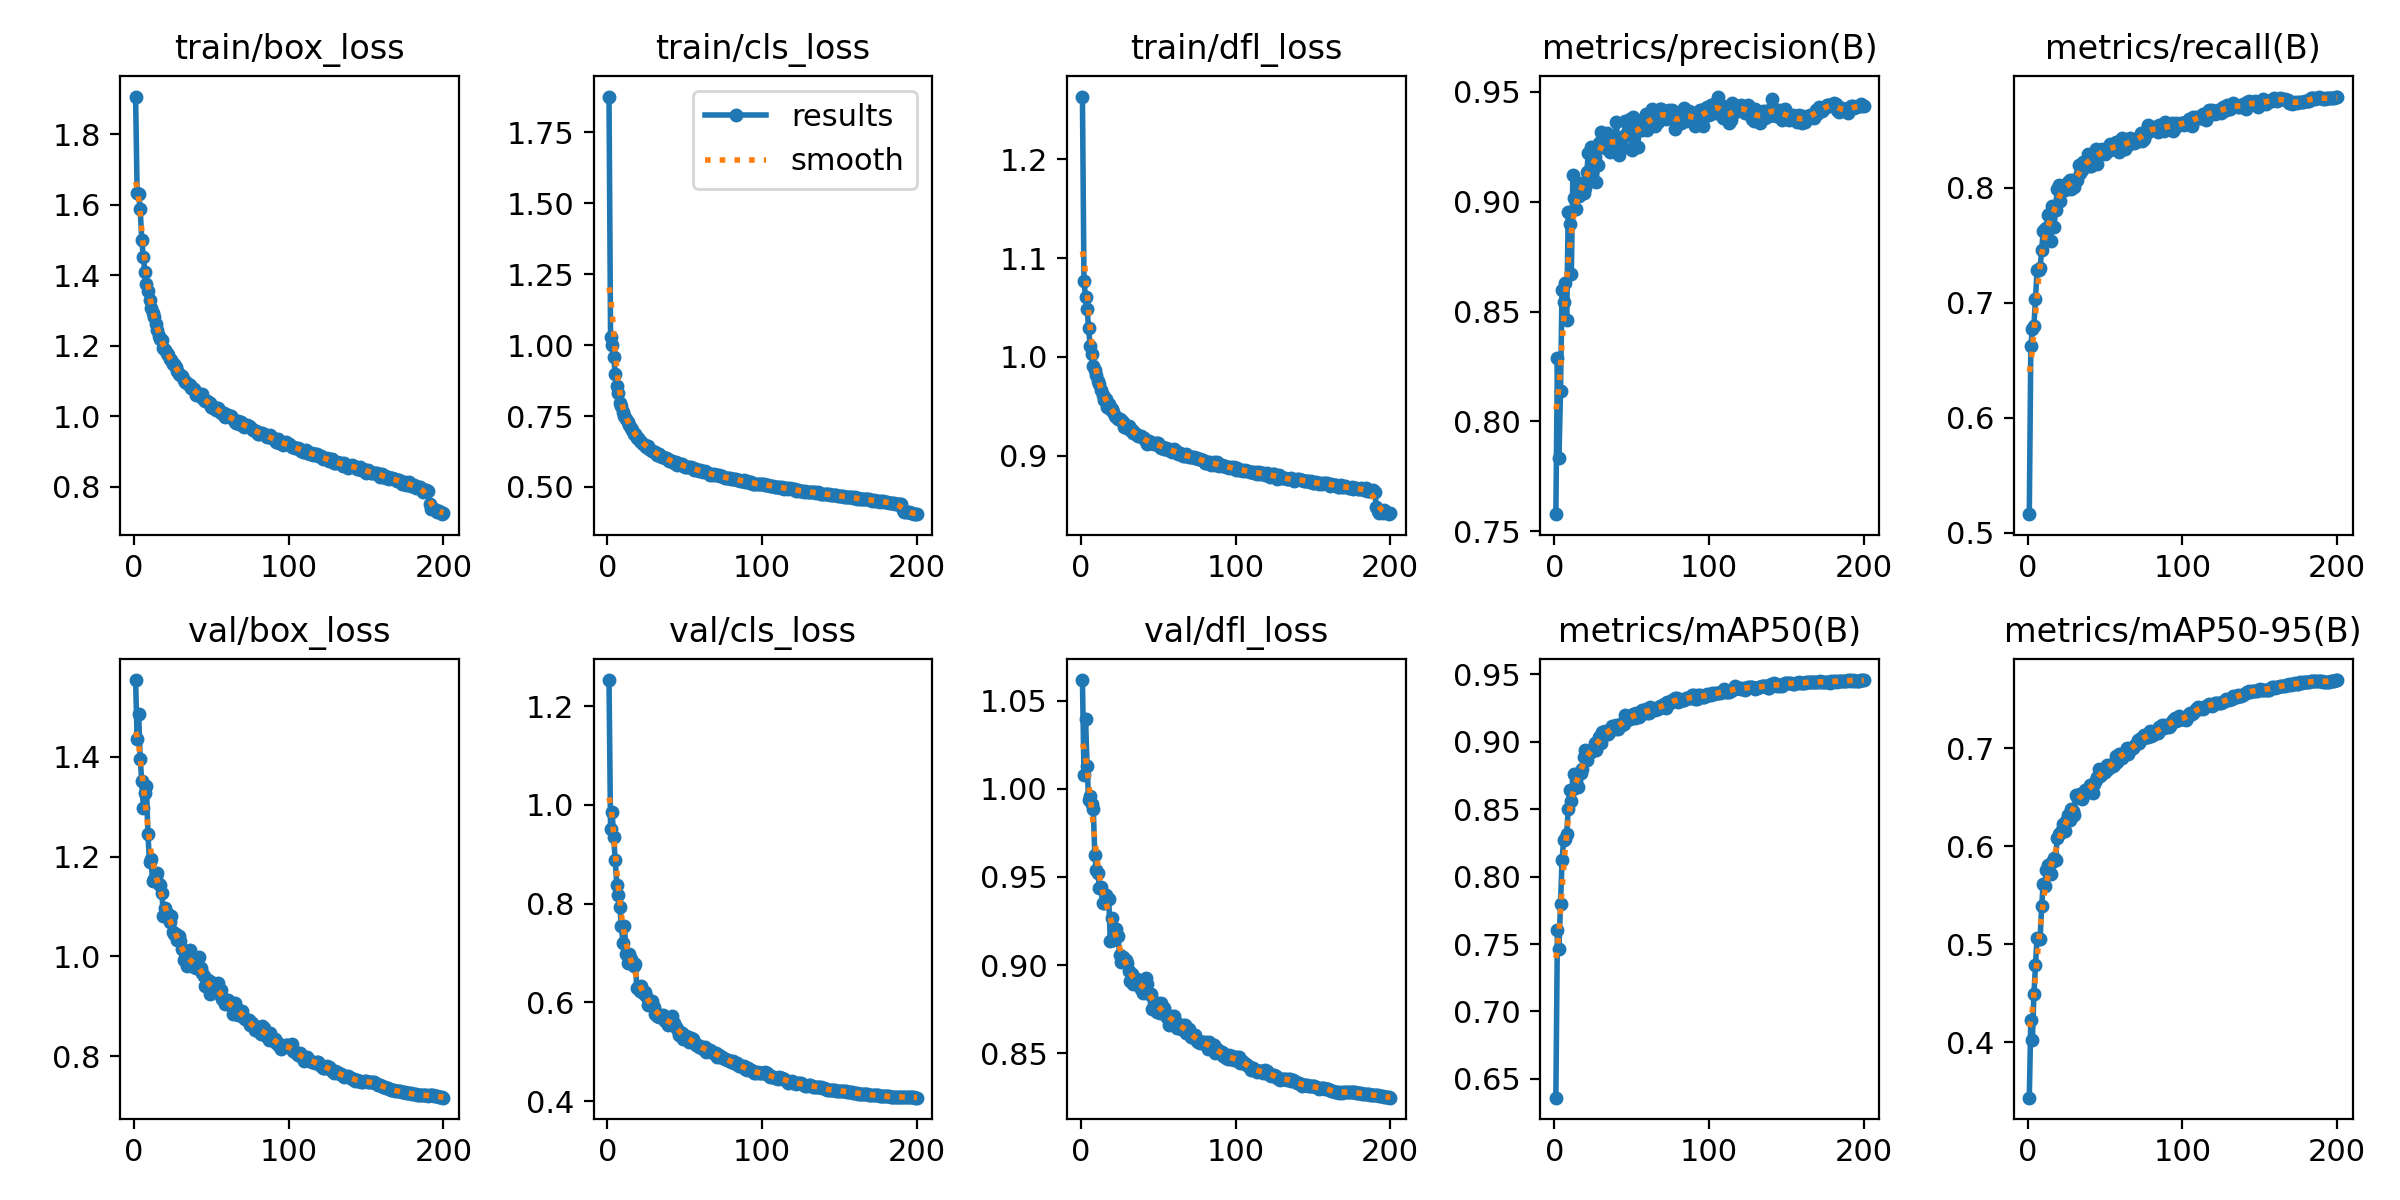 train/box_loss
1.8
1.6
1.4
1.2
1.0
0.8
0 100 200
train/cls_loss
results
smooth
1.75
1.50
1.25
1.00
0.75
0.50
0 100 200
train/dfl_loss
1.2
1.1
1.0
0.9
0 100 200
metrics/precision(B)
0.95
0.90
0.85
0.80
0.75
0 100 200
metrics/recall(B)
0.8
0.7
0.6
0.5
0 100 200
val/box_loss
1.4
1.2
1.0
0.8
0 100 200
val/cls_loss
1.2
1.0
0.8
0.6
0.4
0 100 200
val/dfl_loss
1.05
1.00
0.95
0.90
0.85
0 100 200
metrics/mAP50(B)
0.95
0.90
0.85
0.80
0.75
0.70
0.65
0 100 200
metrics/mAP50-95(B)
0.7
0.6
0.5
0.4
0 100 200